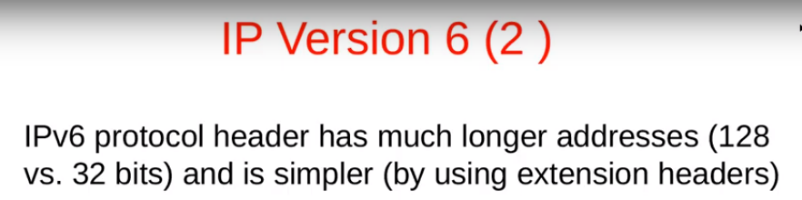 IP Version 6 (2 )
IPv6 protocol header has much longer addresses (128
vs. 32 bits) and is simpler (by using extension headers)